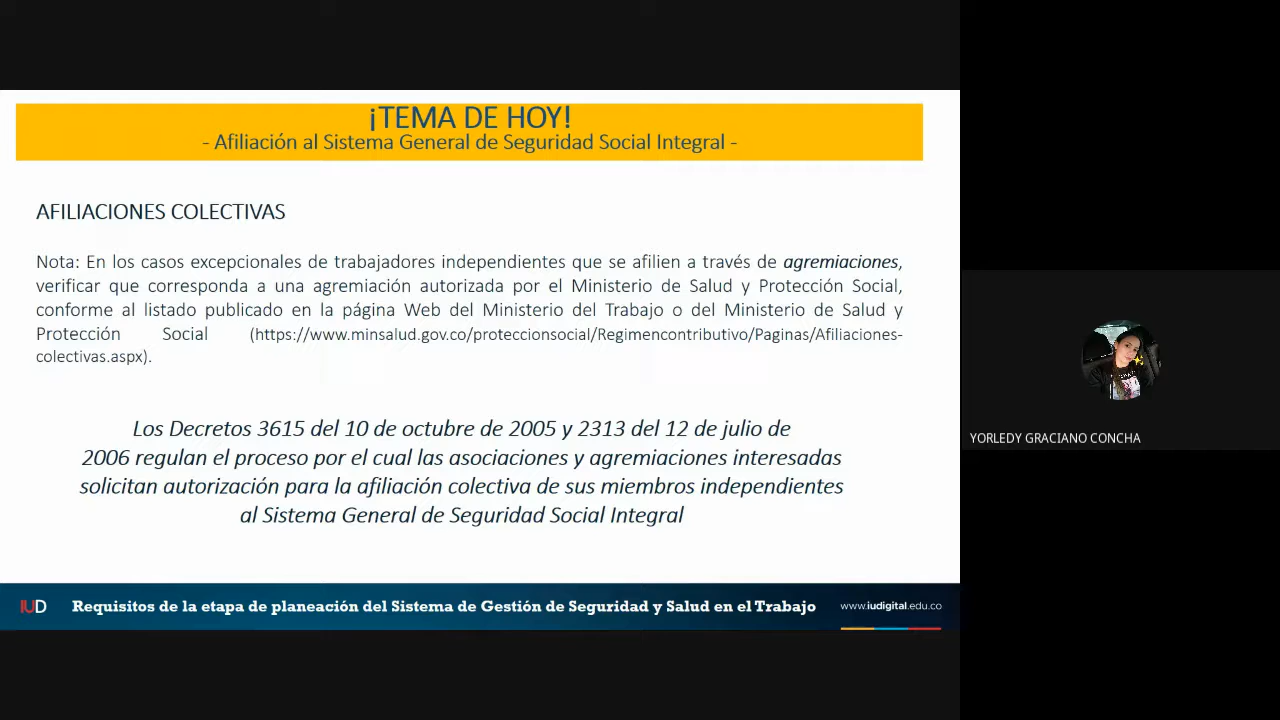 ¡TEMA DE HOY!
- Afiliación al Sistema General de Seguridad Social Integral -
AFILIACIONES COLECTIVAS
Nota: En los casos excepcionales de trabajadores independientes que se afilien a través de agremiaciones,
verificar que corresponda a una agremiación autorizada por el Ministerio de Salud y Protección Social,
conforme al listado publicado en la página Web del Ministerio del Trabajo o del Ministerio de Salud y
Protección Social (https://www.minsalud.gov.co/proteccionsocial/Regimencontributivo/Paginas/Afiliaciones-
colectivas.aspx).
Los Decretos 3615 del 10 de octubre de 2005 y 2313 del 12 de julio de
2006 regulan el proceso por el cual las asociaciones y agremiaciones interesadas
solicitan autorización para la afiliación colectiva de sus miembros independientes
al Sistema General de Seguridad Social Integral
YORLEDY GRACIANO CONCHA
IUD Requisitos de la etapa de planeación del Sistema de Gestión de Seguridad y Salud en el Trabajo www.iudigital.edu.co